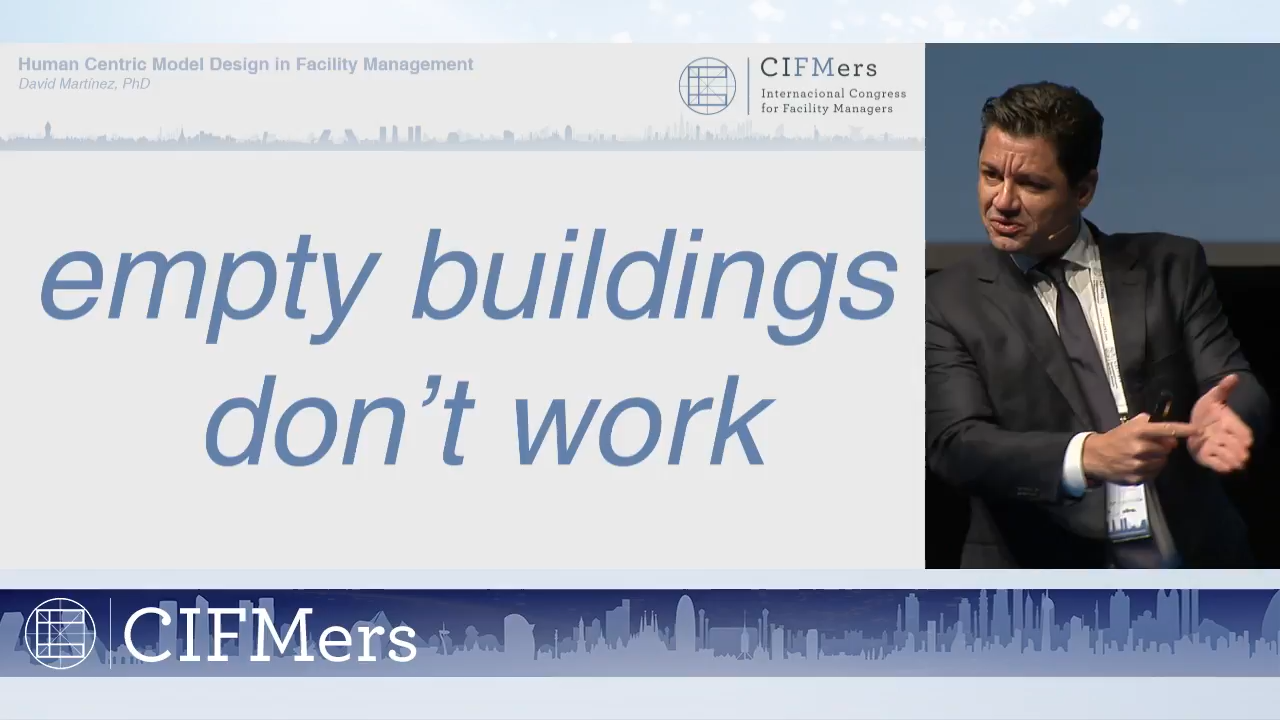 Human Centric Model Design in Facility Management
David Martínez, PhD
CIFMers
Internacional Congress
for Facility Managers
empty buildings
don't work
CIFMers